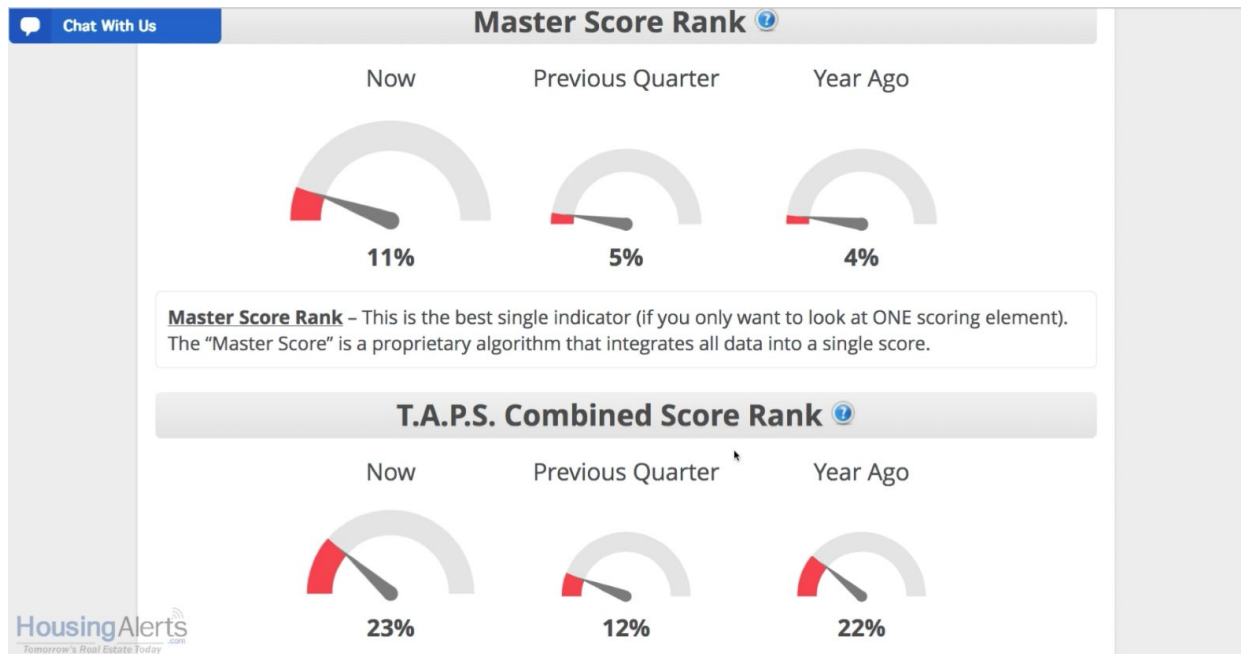 Chat With Us
Master Score Rank ?
Now Previous Quarter Year Ago
11% 5% 4%
Master Score Rank – This is the best single indicator (if you only want to look at ONE scoring element).
The “Master Score” is a proprietary algorithm that integrates all data into a single score.
T.A.P.S. Combined Score Rank ?
Now Previous Quarter Year Ago
23% 12% 22%
HousingAlerts
.com
Tomorrow's Real Estate Today